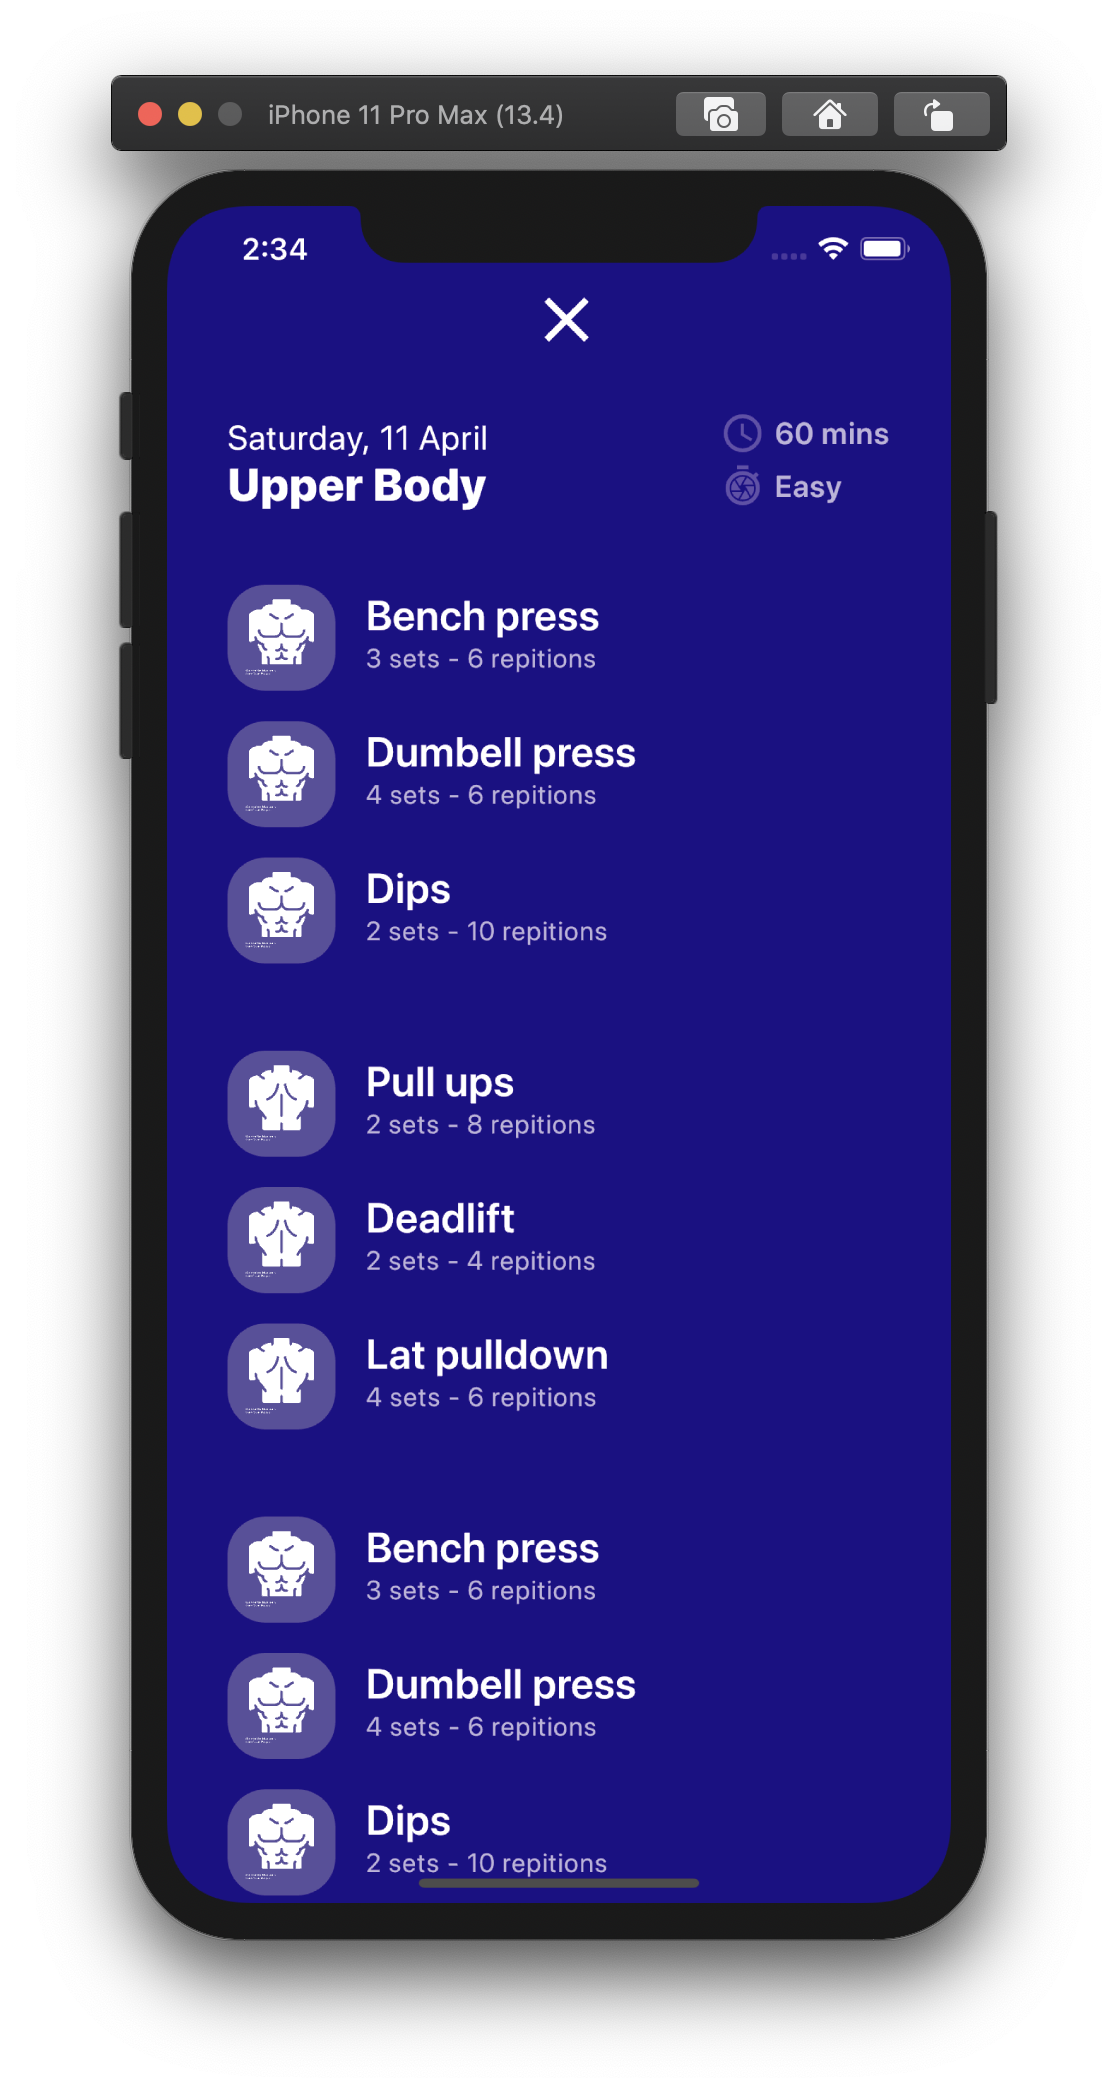 iPhone 11 Pro Max (13.4)
2:34
Saturday, 11 April
Upper Body
60 mins
Easy
Bench press
3 sets - 6 repitions
Dumbell press
4 sets - 6 repitions
Dips
2 sets - 10 repitions
Pull ups
2 sets - 8 repitions
Deadlift
2 sets - 4 repitions
Lat pulldown
4 sets - 6 repitions
Bench press
3 sets - 6 repitions
Dumbell press
4 sets - 6 repitions
Dips
2 sets - 10 repitions